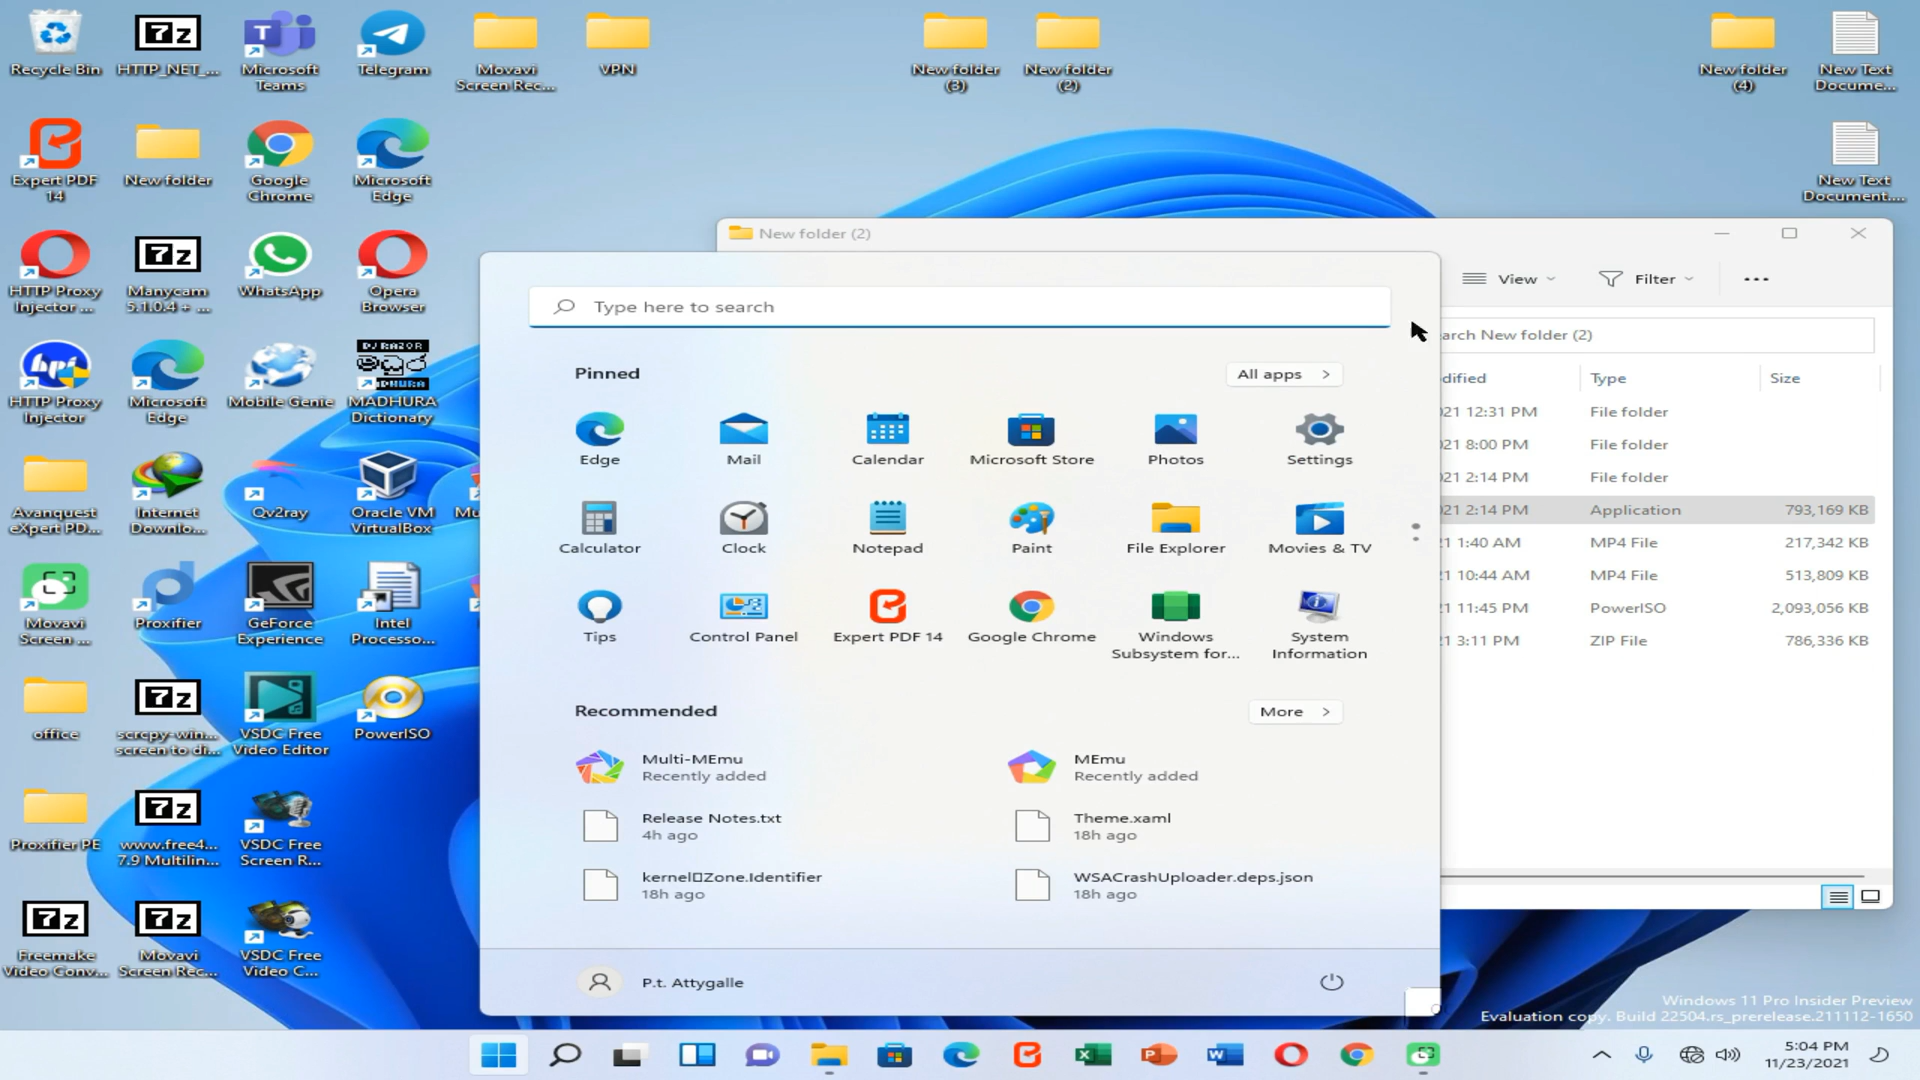 Recycle Bin
HTTP_NET_...
Microsoft
Teams
Telegram
Movavi
Screen Rec...
VPN
New folder
(3)
New folder
(2)
New folder
(4)
New Text
Docume...
Expert PDF
14
New folder
Google
Chrome
Microsoft
Edge
New Text
Document....
HTTP Proxy
Injector ...
Manycam
5.1.0.4 + ...
WhatsApp
Opera
Browser
HTTP Proxy
Injector
Microsoft
Edge
Mobile Genie
DJ RAZOR
MADHURA
MADHURA
Dictionary
Avanquest
eXpert PD...
Internet
Downlo...
Qv2ray
Oracle VM
VirtualBox
Mu
Movavi
Screen ...
Proxifier
GeForce
Experience
Intel
Processo...
office
scrcpy-win...
screen to di...
VSDC Free
Video Editor
PowerISO
Proxifier PE
www.free4...
7.9 Multilin...
VSDC Free
Screen R...
Freemake
Video Conv...
Movavi
Screen Rec...
VSDC Free
Video C...
New folder (2)
View
Filter
arch New folder (2)
dified
Type
Size
21 12:31 PM
File folder
21 8:00 PM
File folder
21 2:14 PM
File folder
21 2:14 PM
Application
793,169 KB
1 1:40 AM
MP4 File
217,342 KB
1 10:44 AM
MP4 File
513,809 KB
1 11:45 PM
PowerISO
2,093,056 KB
1 3:11 PM
ZIP File
786,336 KB
Type here to search
Pinned
All apps
Edge
Mail
Calendar
Microsoft Store
Photos
Settings
Calculator
Clock
Notepad
Paint
File Explorer
Movies & TV
Tips
Control Panel
Expert PDF 14
Google Chrome
Windows
Subsystem for...
System
Information
Recommended
More
Multi-MEmu
Recently added
MEmu
Recently added
Release Notes.txt
4h ago
Theme.xaml
18h ago
kernel▯Zone.Identifier
18h ago
WSACrashUploader.deps.json
18h ago
P.t. Attygalle
Windows 11 Pro Insider Preview
Evaluation copy. Build 22504.rs_prerelease.211112-1650
5:04 PM
11/23/2021